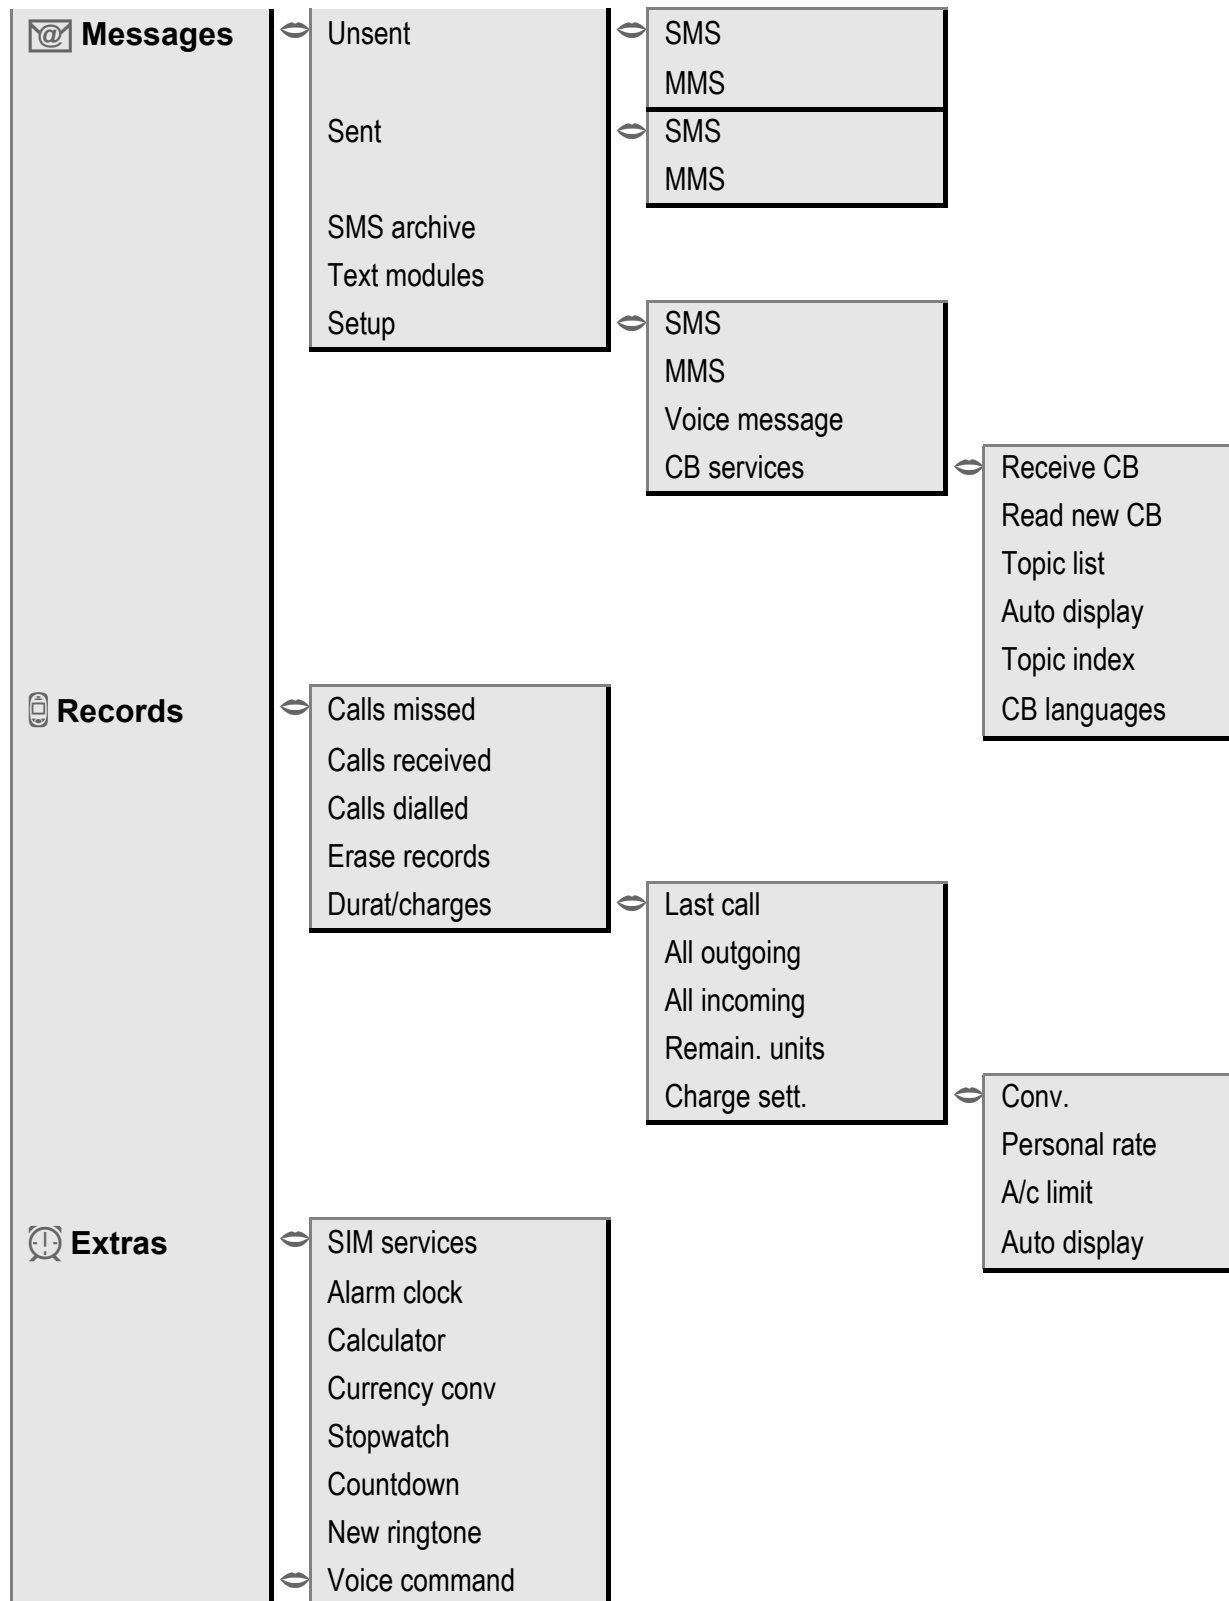 Messages
Unsent
SMS
MMS
Sent
SMS
MMS
SMS archive
Text modules
Setup
SMS
MMS
Voice message
CB services
Receive CB
Read new CB
Topic list
Auto display
Topic index
CB languages
Records
Calls missed
Calls received
Calls dialled
Erase records
Durat/charges
Last call
All outgoing
All incoming
Remain. units
Charge sett.
Conv.
Personal rate
A/c limit
Auto display
Extras
SIM services
Alarm clock
Calculator
Currency conv
Stopwatch
Countdown
New ringtone
Voice command